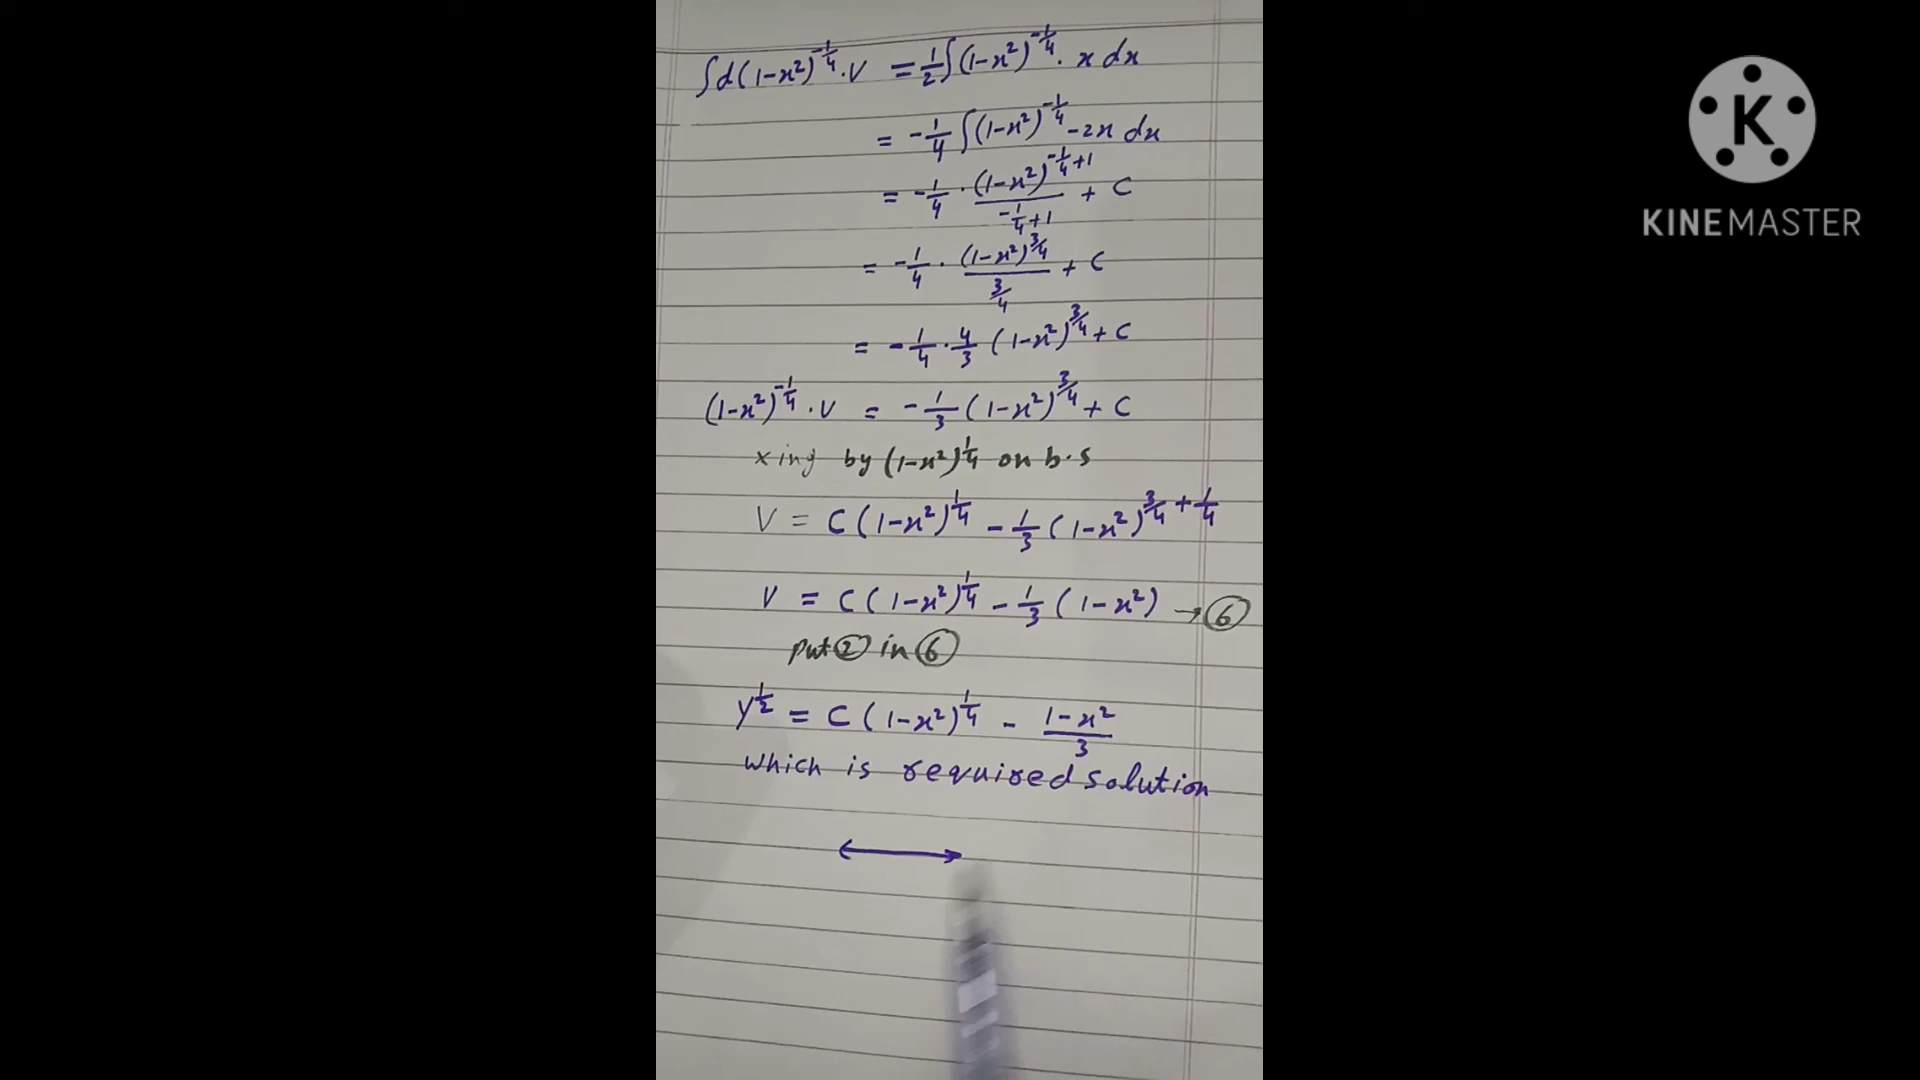 ∫d(1-x²)^-1/4 . V = 1/2 ∫(1-x²)^-1/4 . x dx
= -1/4 ∫(1-x²)^-1/4 -2x dx
= -1/4 . (1-x²)^-1/4+1 / -1/4+1 + C
= -1/4 . (1-x²)^3/4 / 3/4 + C
= -1/4 . 4/3 (1-x²)^3/4 + C
(1-x²)^-1/4 . V = -1/3 (1-x²)^3/4 + C
xing by (1-x²)^1/4 on b.s
V = C(1-x²)^1/4 - 1/3 (1-x²)^3/4+1/4
V = C(1-x²)^1/4 - 1/3 (1-x²) → ⑥
put ② in ⑥
y^1/2 = C(1-x²)^1/4 - 1-x²/3
which is required solution
K
KINEMASTER